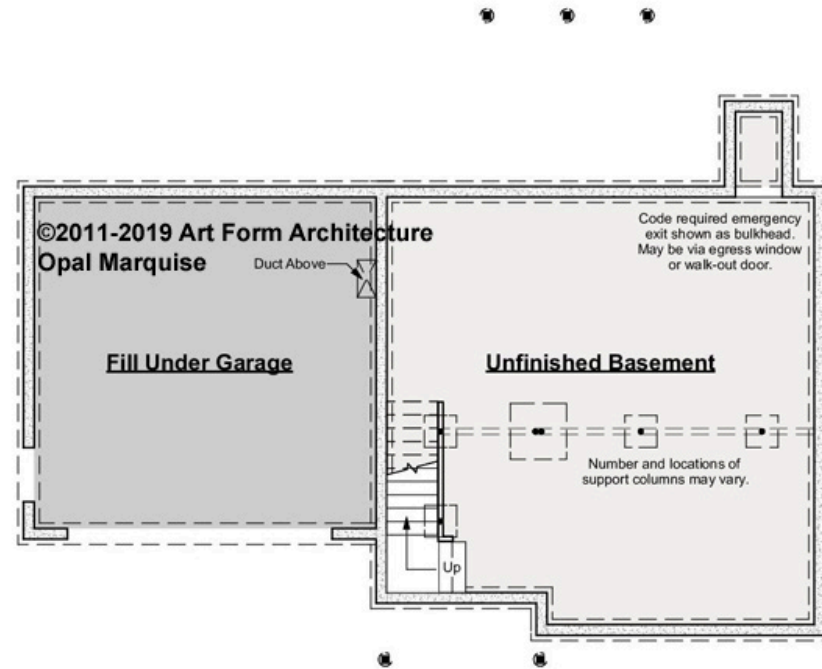 ©2011-2019 Art Form Architecture
Opal Marquise
Duct Above
Fill Under Garage
Code required emergency
exit shown as bulkhead.
May be via egress window
or walk-out door.
Unfinished Basement
Number and locations of
support columns may vary.
Up